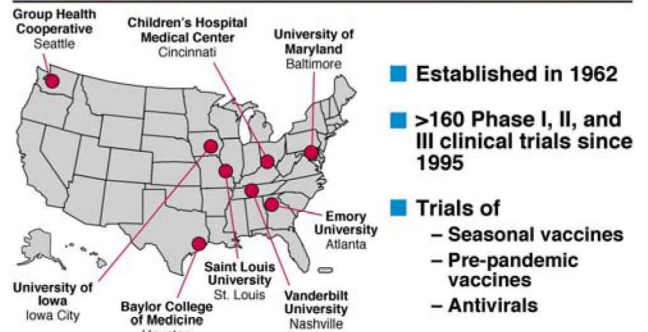 Group Health
Cooperative
Seattle
Children's Hospital
Medical Center
Cincinnati
University of
Maryland
Baltimore
Emory
University
Atlanta
Saint Louis
University
St. Louis
Vanderbilt
University
Nashville
University of
Iowa
Iowa City
Baylor College
of Medicine
Established in 1962
>160 Phase I, II, and
III clinical trials since
1995
Trials of
– Seasonal vaccines
– Pre-pandemic
vaccines
– Antivirals